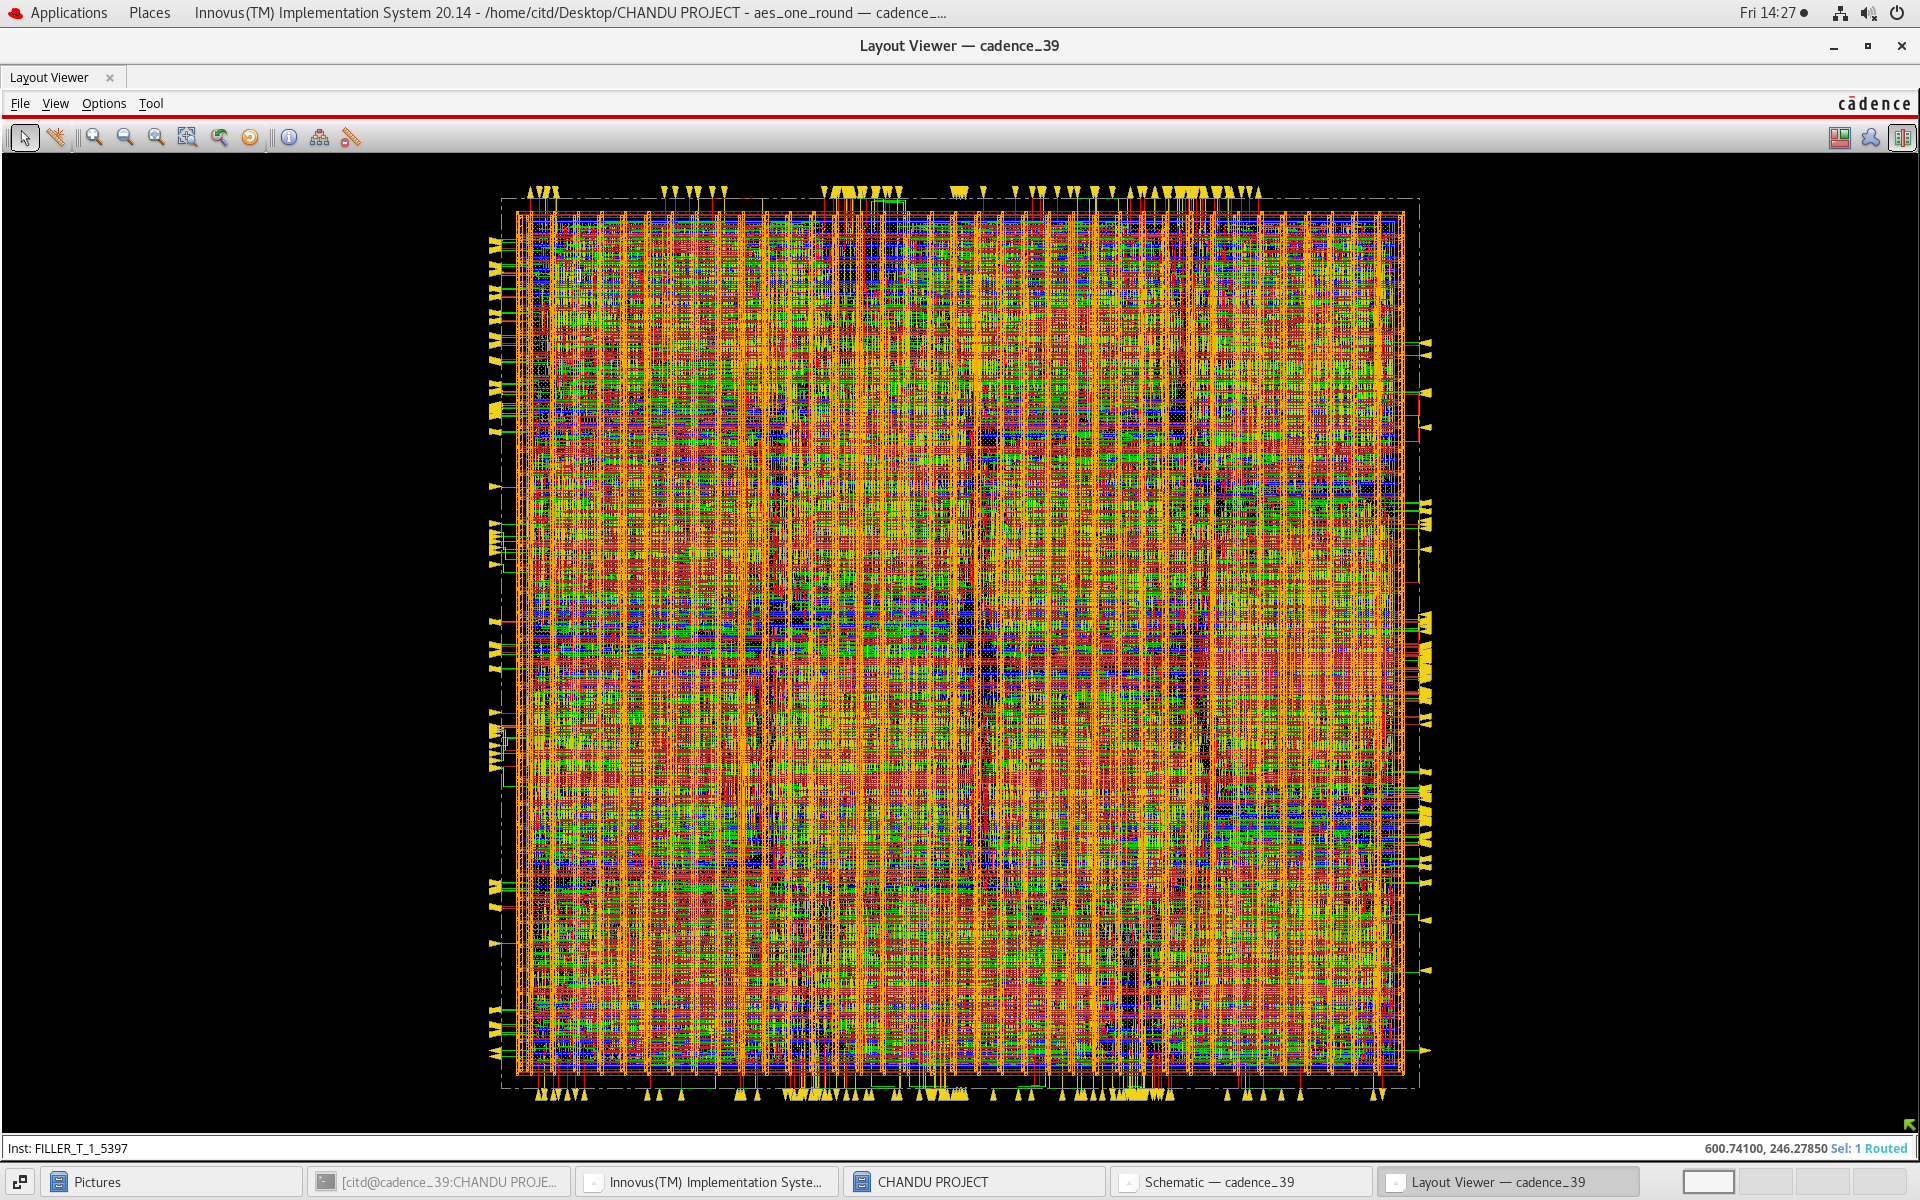 Applications Places Innovus(TM) Implementation System 20.14 - /home/citd/Desktop/CHANDU PROJECT - aes_one_round — cadence_... Fri 14:27
Layout Viewer — cadence_39
Layout Viewer
File View Options Tool cādence
Inst: FILLER_T_1_5397 600.74100, 246.27850 Sel: 1 Routed
Pictures [citd@cadence_39:CHANDU PROJE... Innovus(TM) Implementation Syste... CHANDU PROJECT Schematic — cadence_39 Layout Viewer — cadence_39